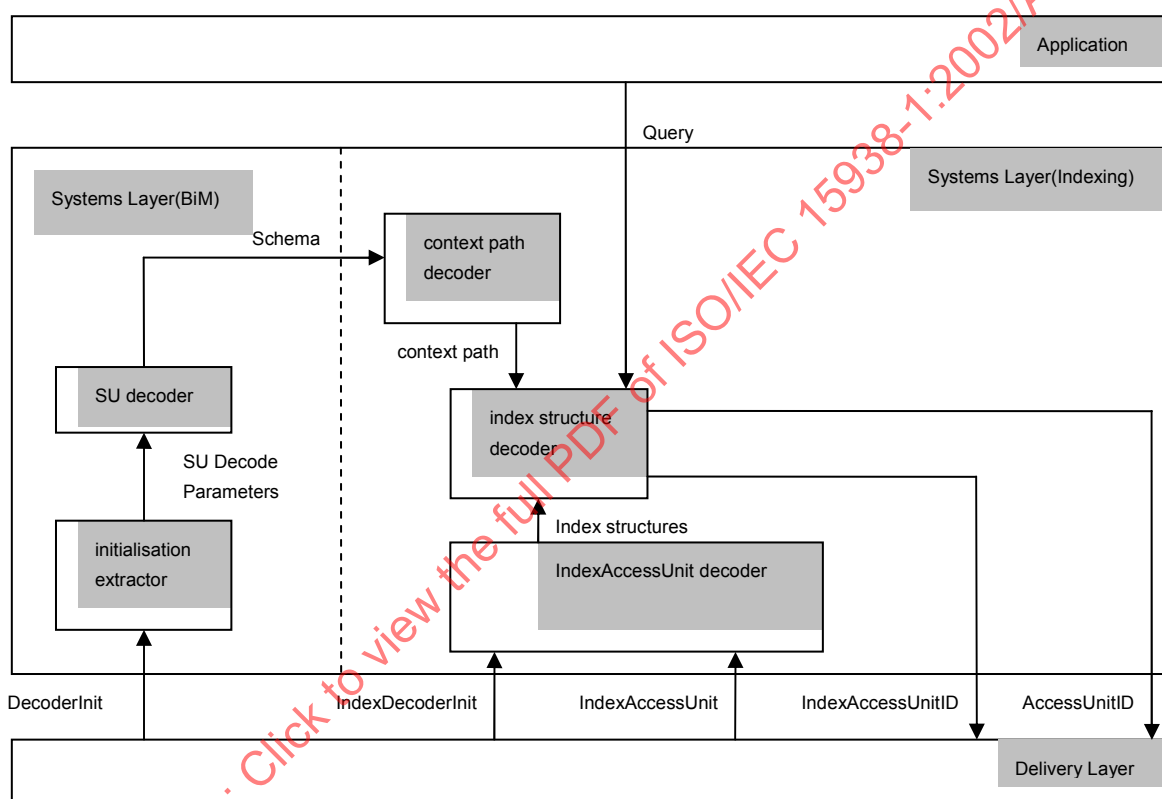 Application
Query
Systems Layer(BiM)
Systems Layer(Indexing)
Schema
context path
decoder
context path
SU decoder
index structure
decoder
SU Decode
Parameters
Index structures
initialisation
extractor
IndexAccessUnit decoder
DecoderInit
IndexDecoderInit
IndexAccessUnit
IndexAccessUnitID
AccessUnitID
Delivery Layer
: Click to view the full PDF of ISO/IEC 15938-1:2002/A